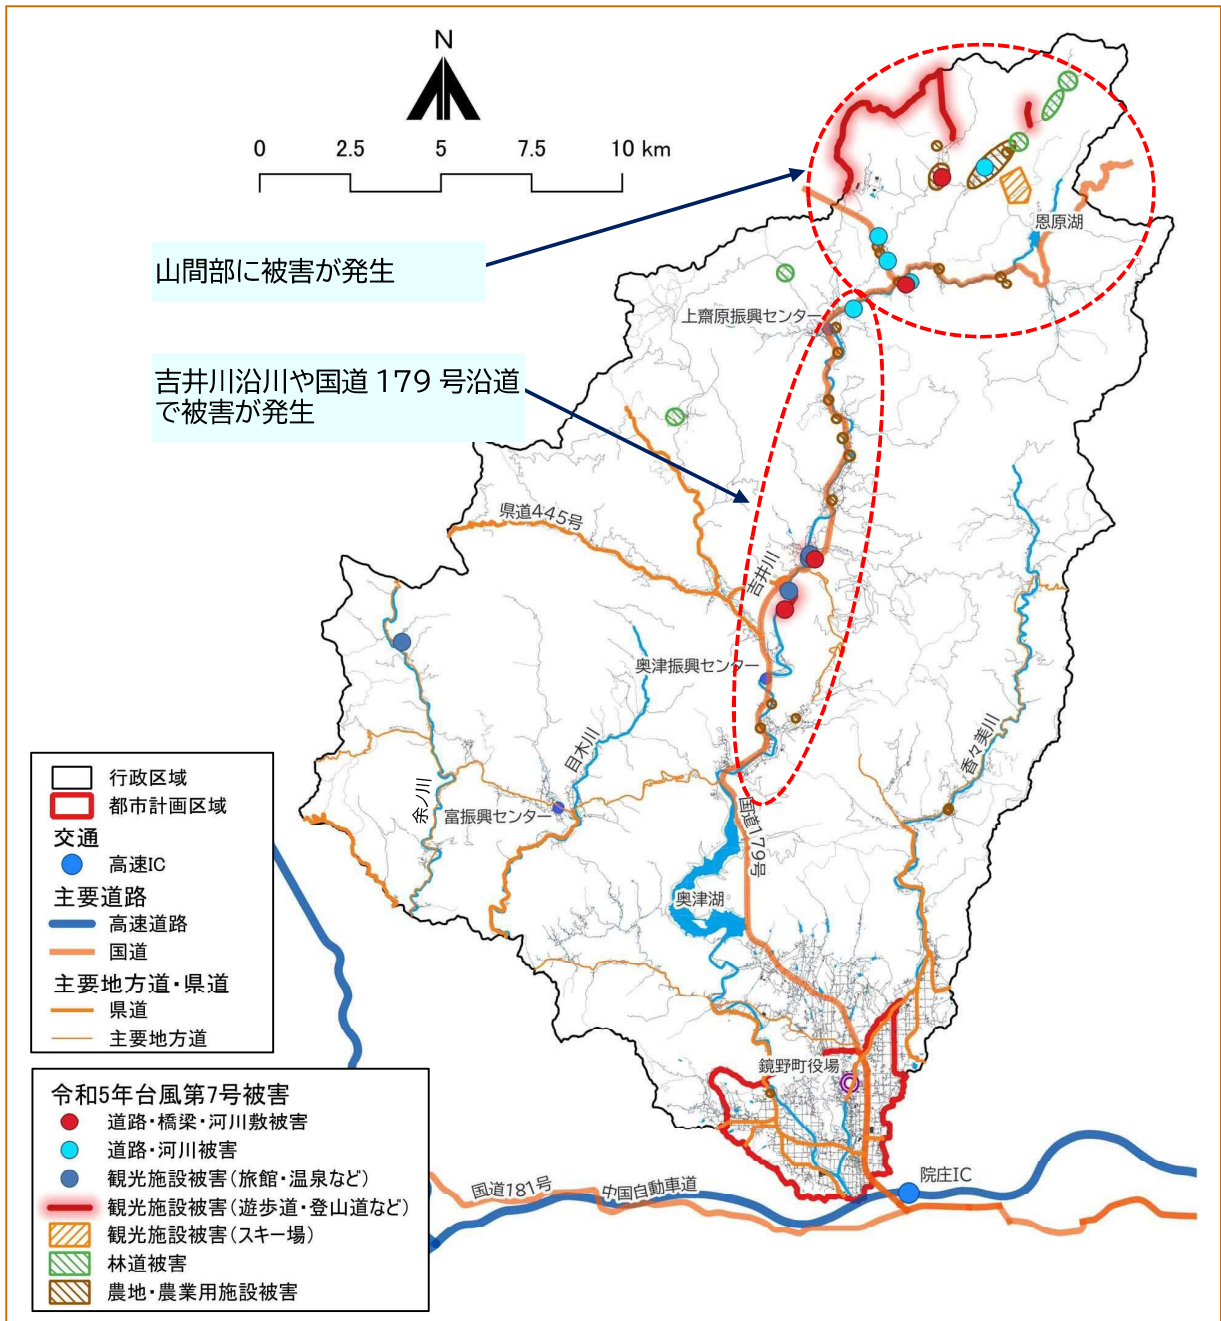 N
0 2.5 5 7.5 10 km
山間部に被害が発生
恩原湖
上齋原振興センター
吉井川沿川や国道 179 号沿道
で被害が発生
県道445号
吉井川
奥津振興センター
香々美川
目木川
余ノ川
富振興センター
国道179号
奥津湖
鏡野町役場
院庄IC
国道181号
中国自動車道
行政区域
都市計画区域
交通
高速IC
主要道路
高速道路
国道
主要地方道・県道
県道
主要地方道
令和5年台風第7号被害
道路・橋梁・河川敷被害
道路・河川被害
観光施設被害(旅館・温泉など)
観光施設被害(遊歩道・登山道など)
観光施設被害(スキー場)
林道被害
農地・農業用施設被害